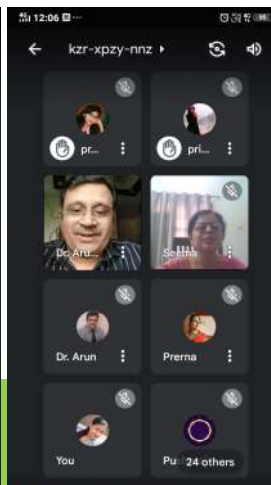 12:06
kzr-xpzy-nnz
pr... pri...
Dr. Aru... Seema
Dr. Arun Prerna
You Pu
24 others